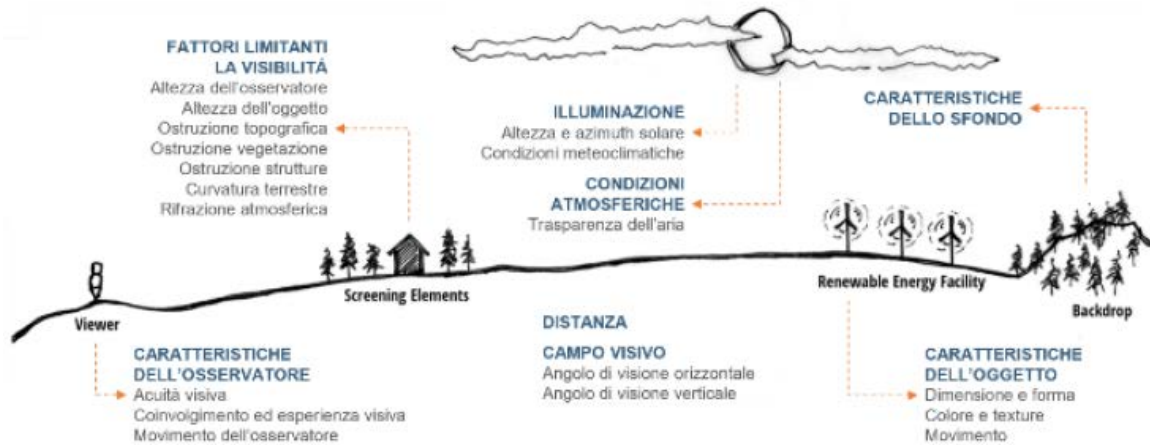 FATTORI LIMITANTI
LA VISIBILITÁ
Altezza dell'osservatore
Altezza dell'oggetto
Ostruzione topografica
Ostruzione vegetazione
Ostruzione strutture
Curvatura terrestre
Rifrazione atmosferica
ILLUMINAZIONE
Altezza e azimuth solare
Condizioni meteoclimatiche
CONDIZIONI
ATMOSFERICHE
Trasparenza dell'aria
CARATTERISTICHE
DELLO SFONDO
Viewer
Screening Elements
Renewable Energy Facility
Backdrop
CARATTERISTICHE
DELL'OSSERVATORE
Acuità visiva
Coinvolgimento ed esperienza visiva
Movimento dell'osservatore
DISTANZA
CAMPO VISIVO
Angolo di visione orizzontale
Angolo di visione verticale
CARATTERISTICHE
DELL'OGGETTO
Dimensione e forma
Colore e texture
Movimento